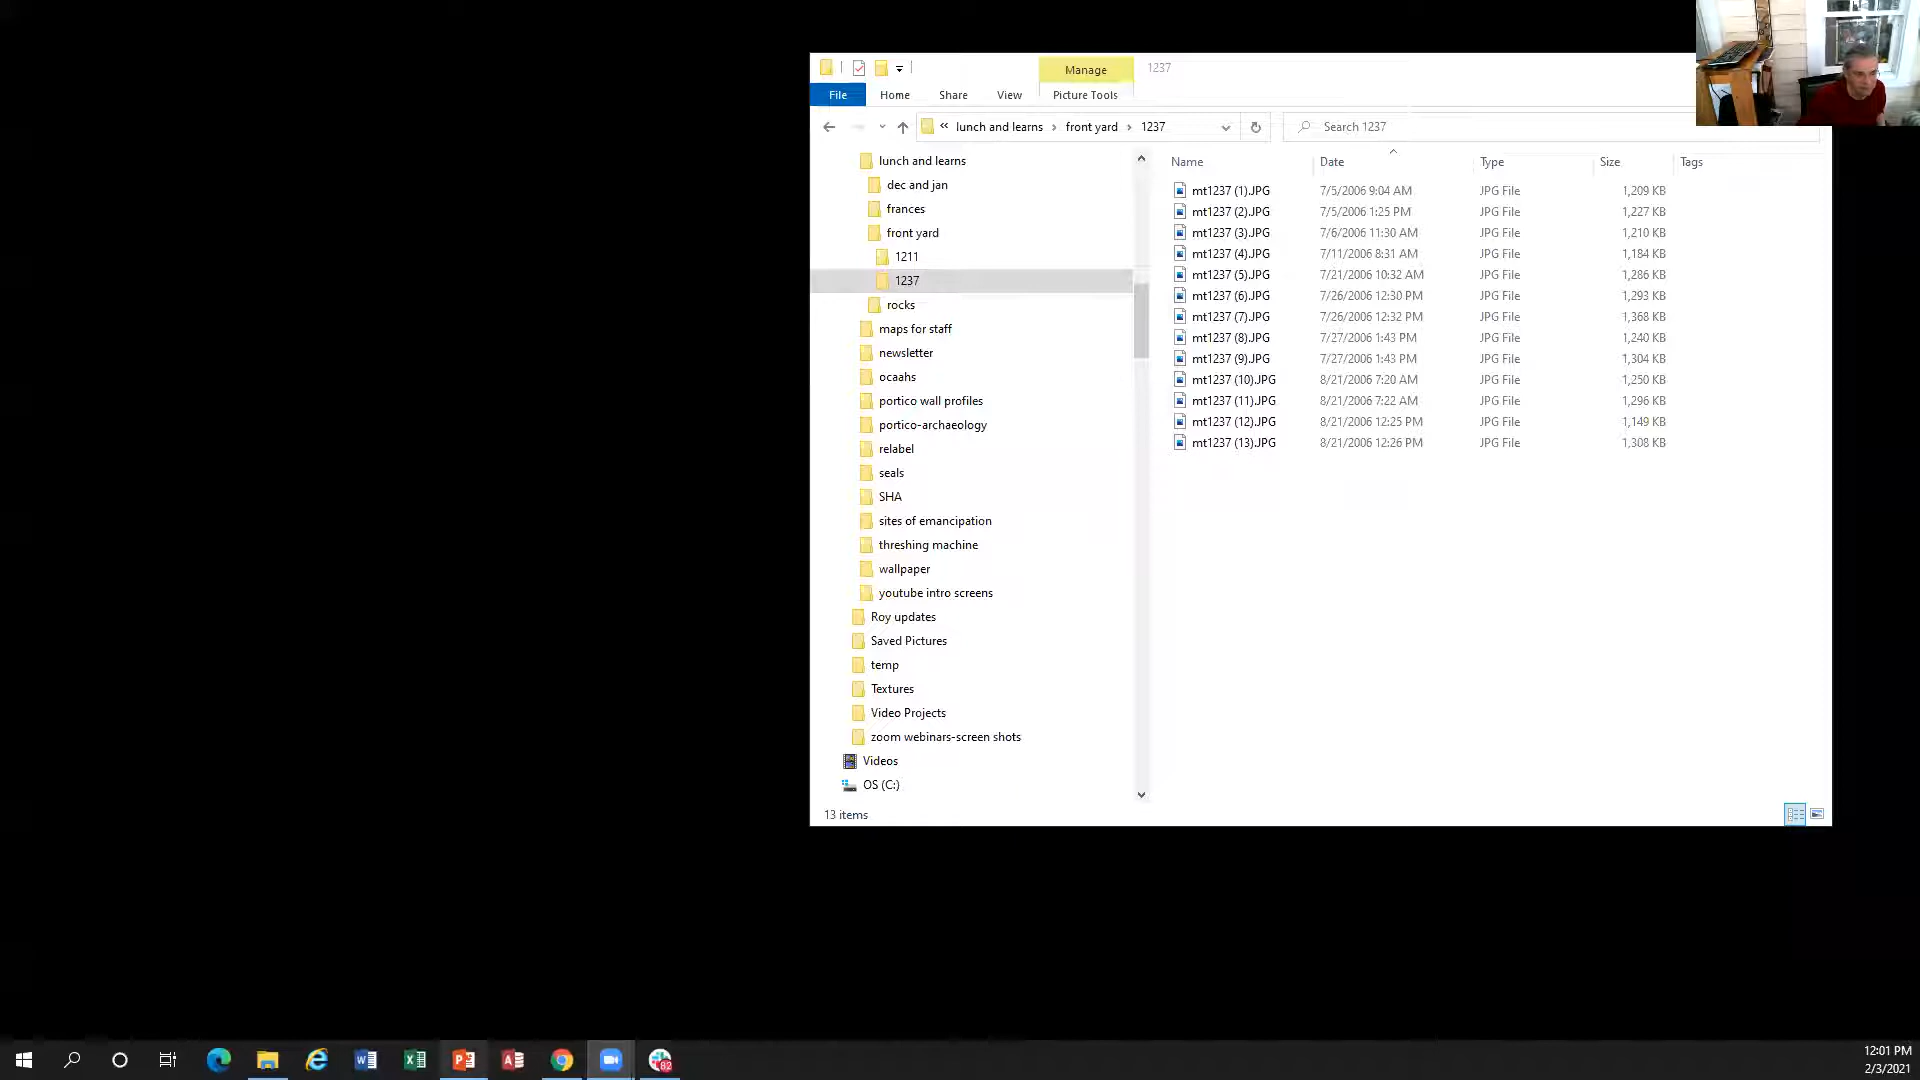 Manage
1237
File
Home
Share
View
Picture Tools
« lunch and learns › front yard › 1237
Search 1237
Name
Date
Type
Size
Tags
lunch and learns
dec and jan
frances
front yard
1211
1237
rocks
maps for staff
newsletter
ocaahs
portico wall profiles
portico-archaeology
relabel
seals
SHA
sites of emancipation
threshing machine
wallpaper
youtube intro screens
Roy updates
Saved Pictures
temp
Textures
Video Projects
zoom webinars-screen shots
Videos
OS (C:)
mt1237 (1).JPG 7/5/2006 9:04 AM JPG File 1,209 KB
mt1237 (2).JPG 7/5/2006 1:25 PM JPG File 1,227 KB
mt1237 (3).JPG 7/6/2006 11:30 AM JPG File 1,210 KB
mt1237 (4).JPG 7/11/2006 8:31 AM JPG File 1,184 KB
mt1237 (5).JPG 7/21/2006 10:32 AM JPG File 1,286 KB
mt1237 (6).JPG 7/26/2006 12:30 PM JPG File 1,293 KB
mt1237 (7).JPG 7/26/2006 12:32 PM JPG File 1,368 KB
mt1237 (8).JPG 7/27/2006 1:43 PM JPG File 1,240 KB
mt1237 (9).JPG 7/27/2006 1:43 PM JPG File 1,304 KB
mt1237 (10).JPG 8/21/2006 7:20 AM JPG File 1,250 KB
mt1237 (11).JPG 8/21/2006 7:22 AM JPG File 1,296 KB
mt1237 (12).JPG 8/21/2006 12:25 PM JPG File 1,149 KB
mt1237 (13).JPG 8/21/2006 12:26 PM JPG File 1,308 KB
13 items
82
12:01 PM
2/3/2021